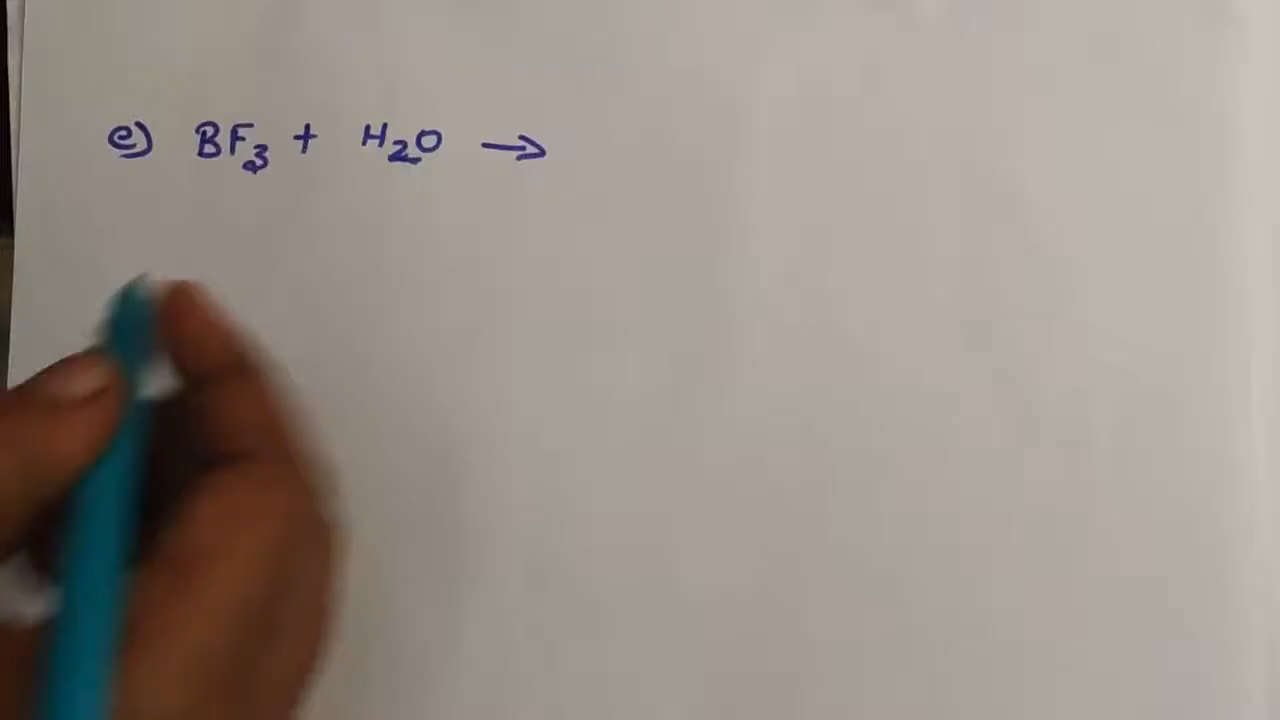 e) BF₃ + H₂O →